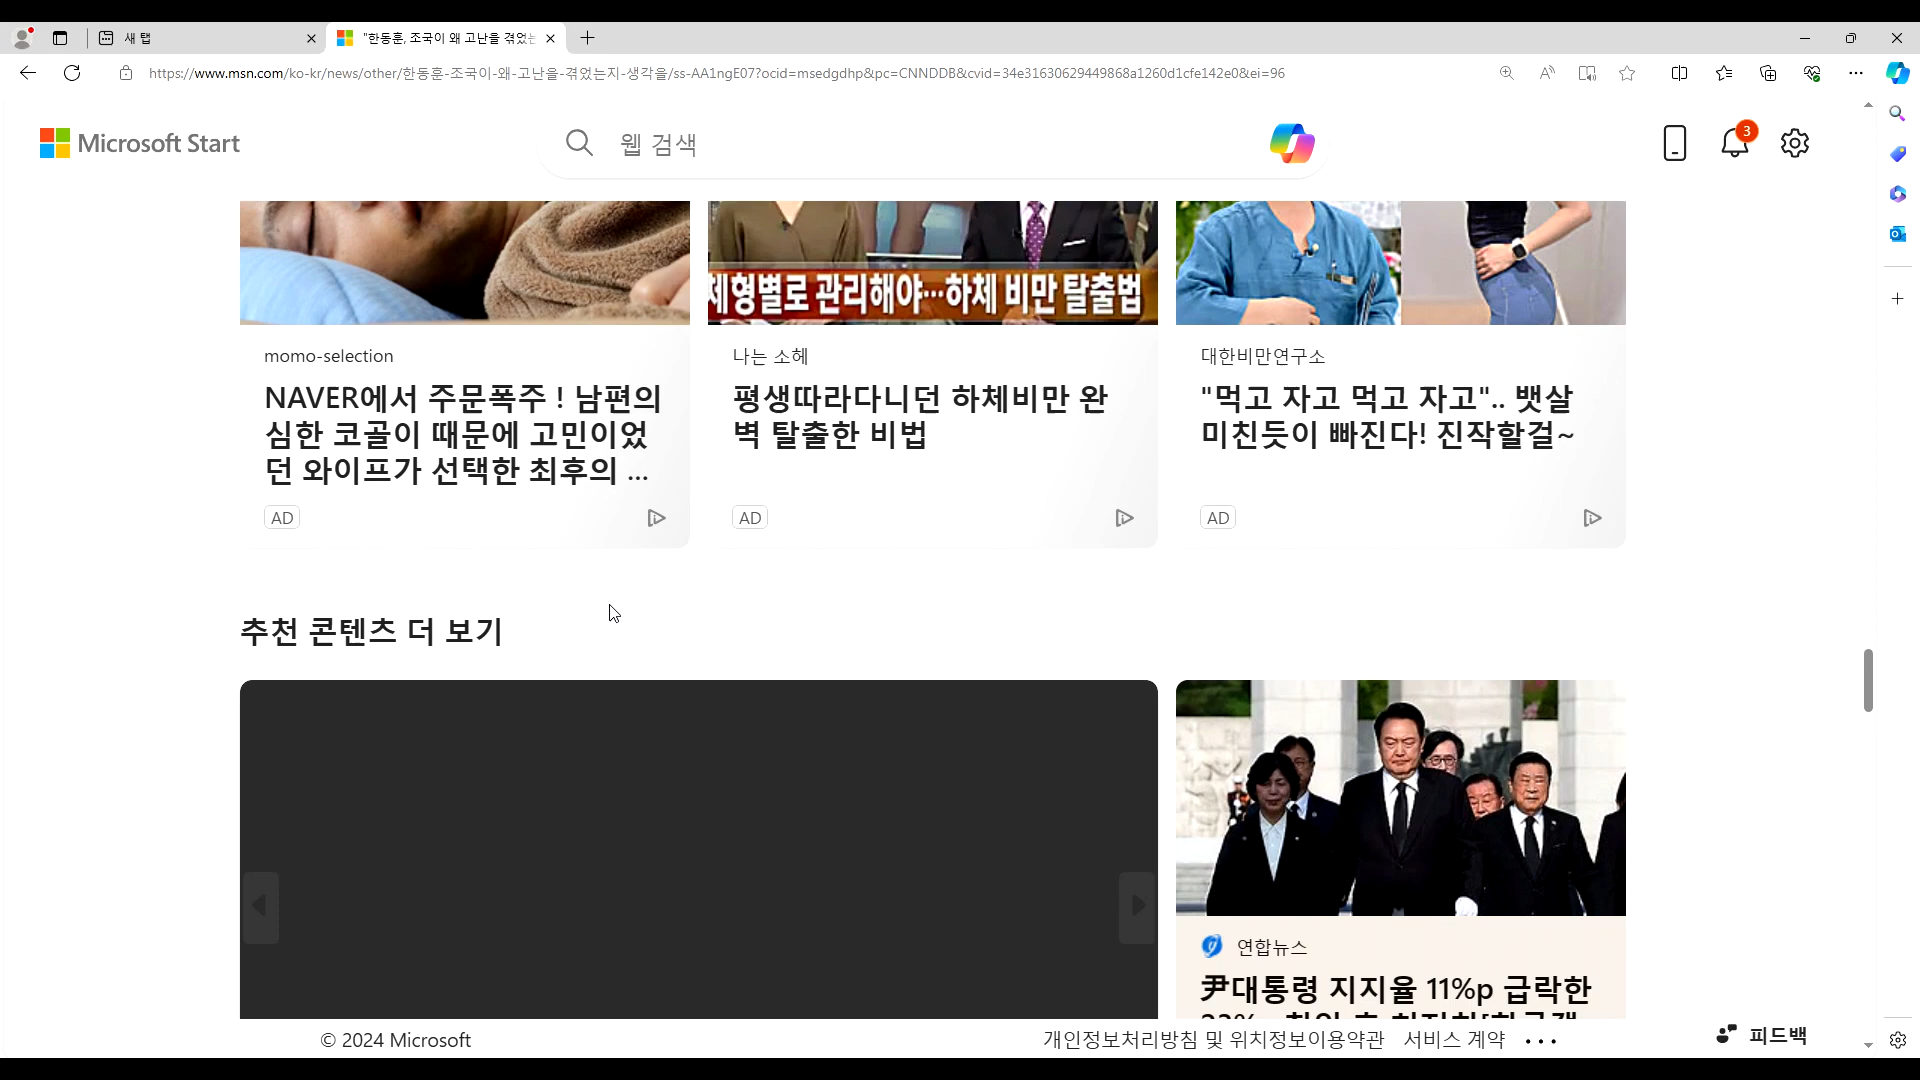 새 탭
"한동훈, 조국이 왜 고난을 겪었는
https://www.msn.com/ko-kr/news/other/한동훈-조국이-왜-고난을-겪었는지-생각을/ss-AA1ngE07?ocid=msedgdhp&pc=CNNDDB&cvid=34e31630629449868a1260d1cfe142e0&ei=96
Microsoft Start
웹 검색
3
체형별로 관리해야···하체 비만 탈출법
momo-selection
NAVER에서 주문폭주 ! 남편의
심한 코골이 때문에 고민이었
던 와이프가 선택한 최후의 ...
AD
나는 소헤
평생따라다니던 하체비만 완
벽 탈출한 비법
AD
대한비만연구소
"먹고 자고 먹고 자고".. 뱃살
미친듯이 빠진다! 진작할걸~
AD
추천 콘텐츠 더 보기
연합뉴스
尹대통령 지지율 11%p 급락한
© 2024 Microsoft
개인정보처리방침 및 위치정보이용약관
서비스 계약
피드백